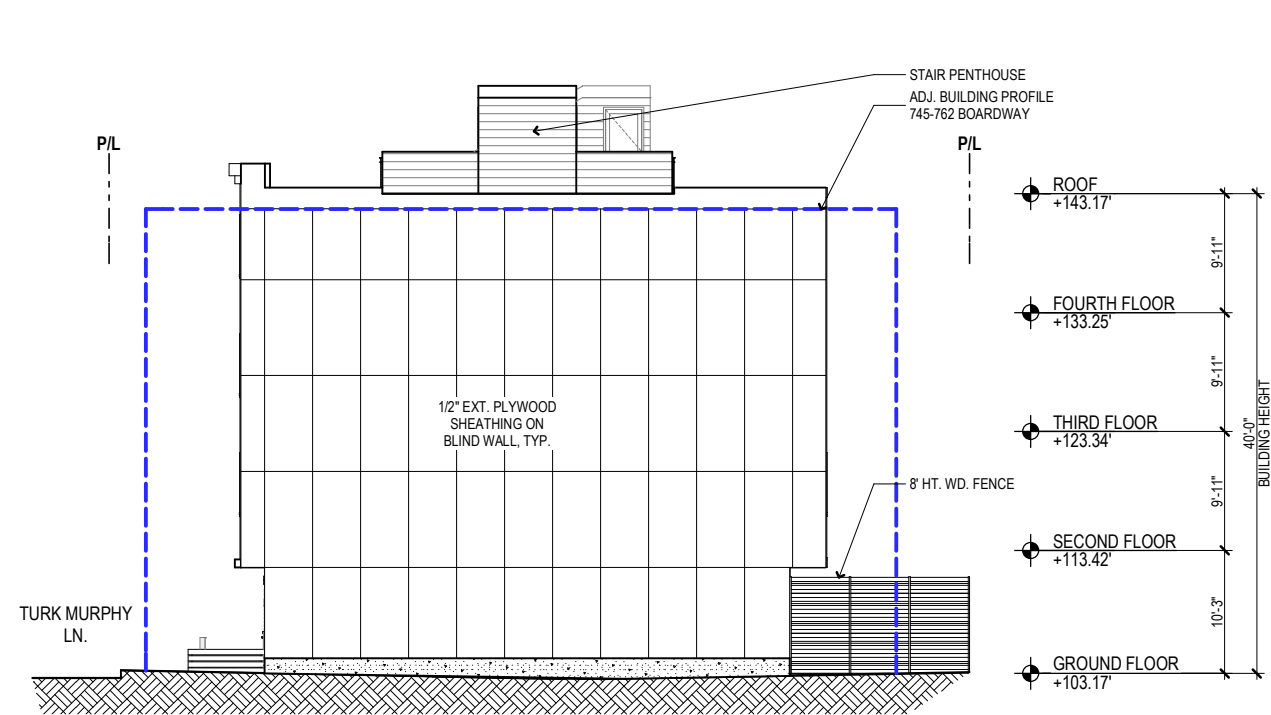 STAIR PENTHOUSE
ADJ. BUILDING PROFILE
745-762 BOARDWAY
P/L
P/L
ROOF
+143.17'
9'-11"
FOURTH FLOOR
+133.25'
9'-11"
1/2" EXT. PLYWOOD
SHEATHING ON
BLIND WALL, TYP.
THIRD FLOOR
+123.34'
40'-0"
BUILDING HEIGHT
9'-11"
8' HT. WD. FENCE
SECOND FLOOR
+113.42'
10'-3"
TURK MURPHY
LN.
GROUND FLOOR
+103.17'